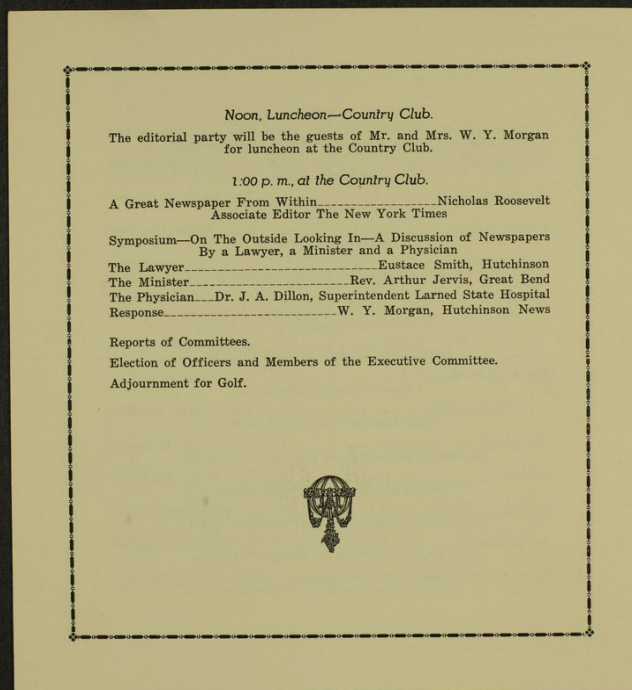 Noon, Luncheon—Country Club.
The editorial party will be the guests of Mr. and Mrs. W. Y. Morgan
for luncheon at the Country Club.
1:00 p. m., at the Country Club.
A Great Newspaper From Within__________________Nicholas Roosevelt
Associate Editor The New York Times
Symposium—On The Outside Looking In—A Discussion of Newspapers
By a Lawyer, a Minister and a Physician
The Lawyer_____________________________Eustace Smith, Hutchinson
The Minister________________________Rev. Arthur Jervis, Great Bend
The Physician___Dr. J. A. Dillon, Superintendent Larned State Hospital
Response__________________________W. Y. Morgan, Hutchinson News
Reports of Committees.
Election of Officers and Members of the Executive Committee.
Adjournment for Golf.